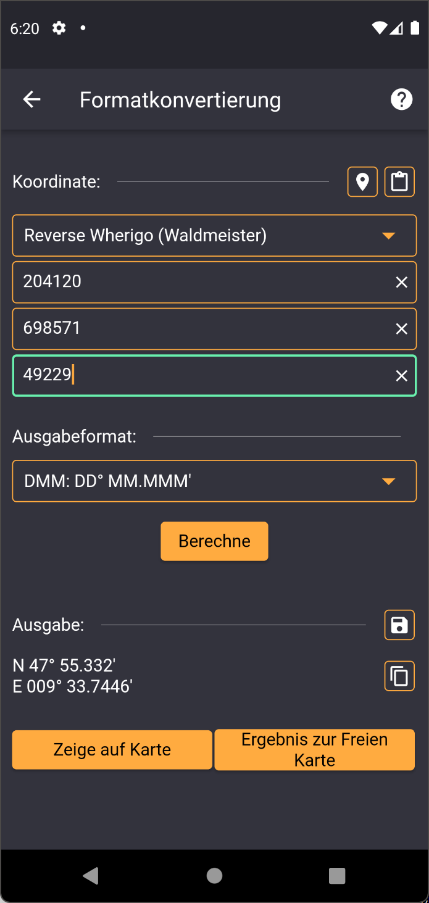 6:20
Formatkonvertierung
Koordinate:
Reverse Wherigo (Waldmeister)
204120
698571
49229
Ausgabeformat:
DMM: DD° MM.MMM'
Berechne
Ausgabe:
N 47° 55.332'
E 009° 33.7446'
Zeige auf Karte
Ergebnis zur Freien
Karte